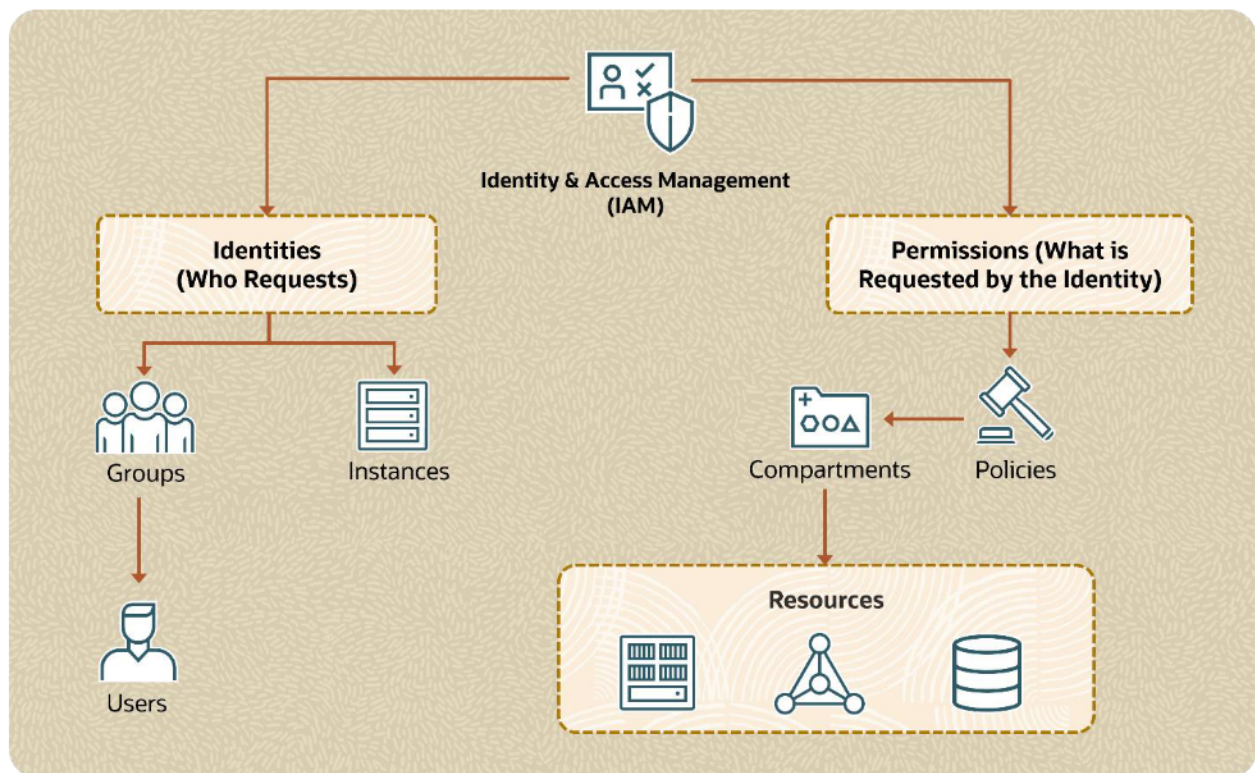 Identity & Access Management
(IAM)
Identities
(Who Requests)
Permissions (What is
Requested by the Identity)
Groups
Instances
Compartments
Policies
Users
Resources